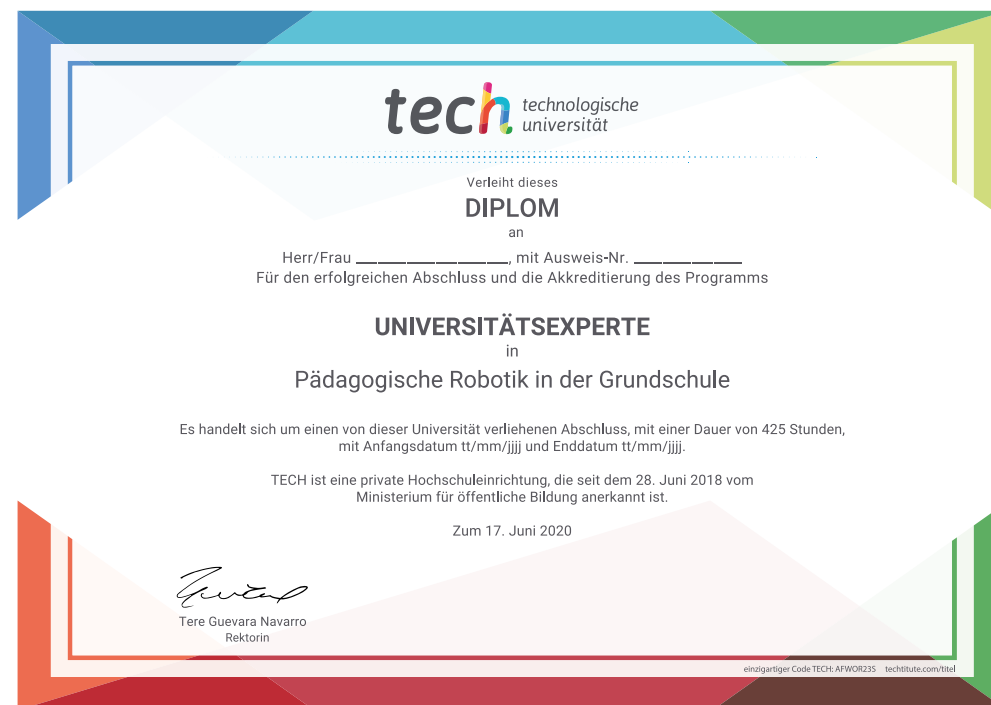 tech technologische
universität
Verleiht dieses
DIPLOM
an
Herr/Frau ____________, mit Ausweis-Nr. ____________
Für den erfolgreichen Abschluss und die Akkreditierung des Programms
UNIVERSITÄTSEXPERTE
in
Pädagogische Robotik in der Grundschule
Es handelt sich um einen von dieser Universität verliehenen Abschluss, mit einer Dauer von 425 Stunden,
mit Anfangsdatum tt/mm/jjjj und Enddatum tt/mm/jjjj.
TECH ist eine private Hochschuleinrichtung, die seit dem 28. Juni 2018 vom
Ministerium für öffentliche Bildung anerkannt ist.
Zum 17. Juni 2020
Tere Guevara Navarro
Rektorin
einzigartiger Code TECH: AFWOR23S techtitute.com/titel